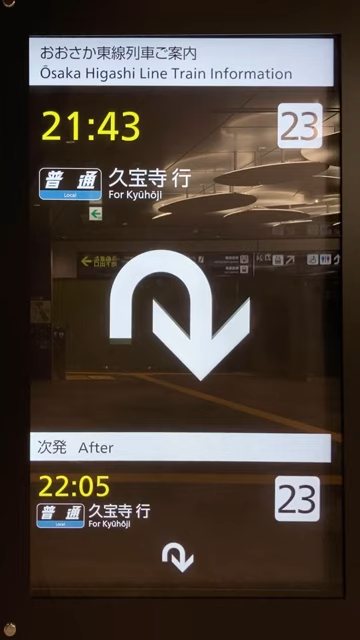 おおさか東線列車ご案内
Ōsaka Higashi Line Train Information
21:43 23
普通 久宝寺 行
Local For Kyūhōji
次発 After
22:05 23
普通 久宝寺 行
Local For Kyūhōji